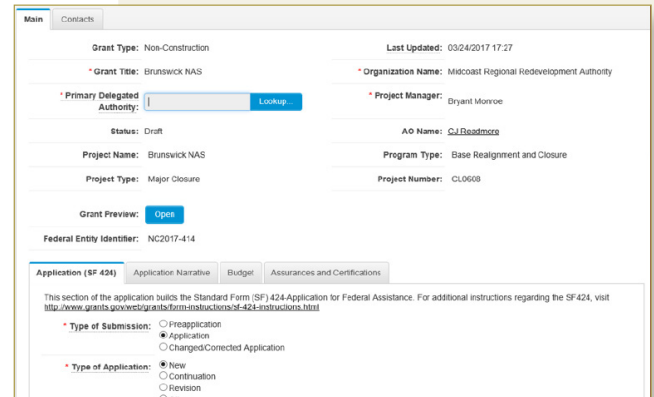 Main Contacts
Grant Type: Non-Construction Last Updated: 03/24/2017 17:27
* Grant Title: Brunswick NAS * Organization Name: Midcoast Regional Redevelopment Authority
* Primary Delegated Authority: Lookup... * Project Manager: Bryant Monroe
Status: Draft AO Name: CJ Readmore
Project Name: Brunswick NAS Program Type: Base Realignment and Closure
Project Type: Major Closure Project Number: CL0608
Grant Preview: Open
Federal Entity Identifier: NC2017-414
Application (SF 424) Application Narrative Budget Assurances and Certifications
This section of the application builds the Standard Form (SF) 424-Application for Federal Assistance. For additional instructions regarding the SF424, visit
http://www.grants.gov/web/grants/form-instructions/sf-424-instructions.html
* Type of Submission: Preapplication
Application
Changed/Corrected Application
* Type of Application: New
Continuation
Revision